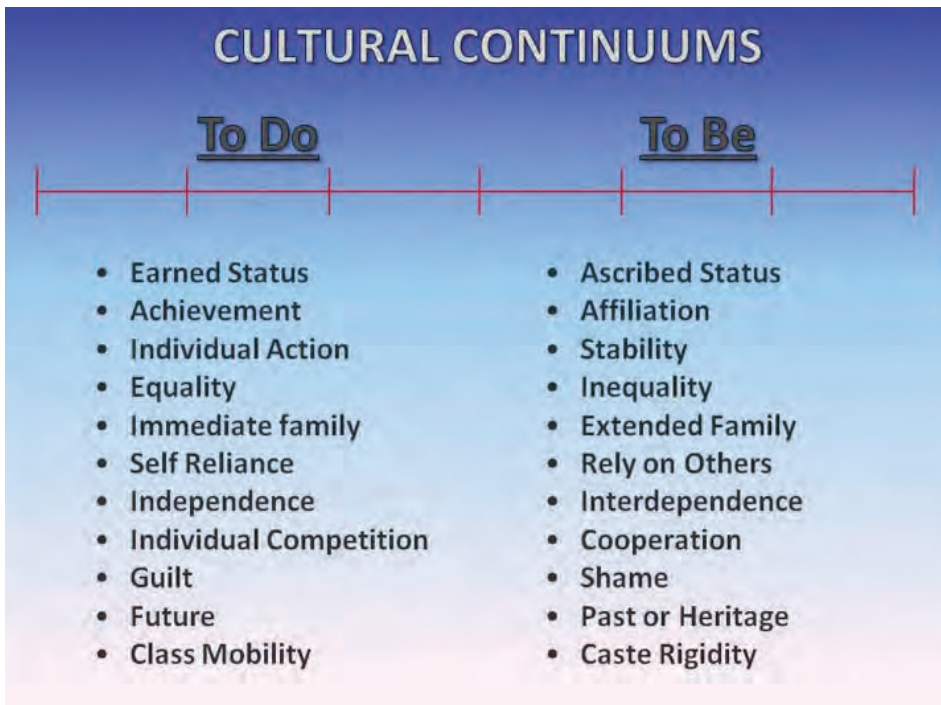 CULTURAL CONTINUUMS
To Do
To Be
• Earned Status
• Achievement
• Individual Action
• Equality
• Immediate family
• Self Reliance
• Independence
• Individual Competition
• Guilt
• Future
• Class Mobility
• Ascribed Status
• Affiliation
• Stability
• Inequality
• Extended Family
• Rely on Others
• Interdependence
• Cooperation
• Shame
• Past or Heritage
• Caste Rigidity